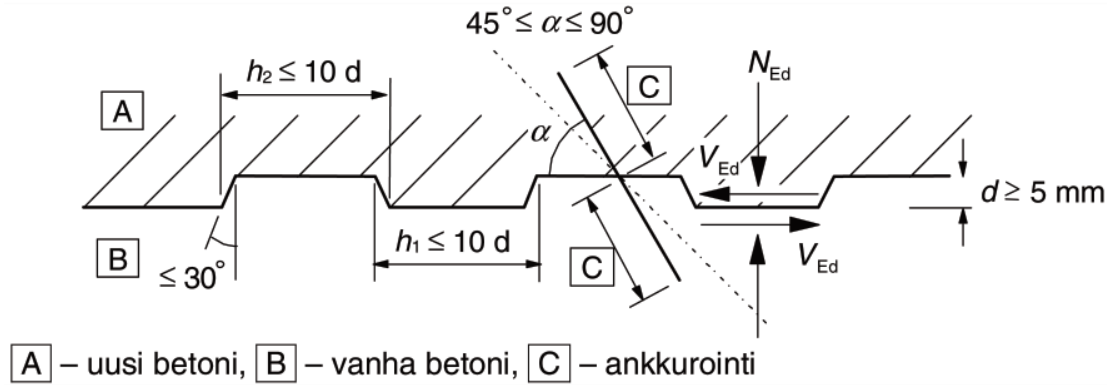 45° ≤ α ≤ 90°
h₂ ≤ 10 d
C
N_Ed
A
α
V_Ed
d ≥ 5 mm
B
≤ 30°
h₁ ≤ 10 d
C
V_Ed
A – uusi betoni, B – vanha betoni, C – ankkurointi